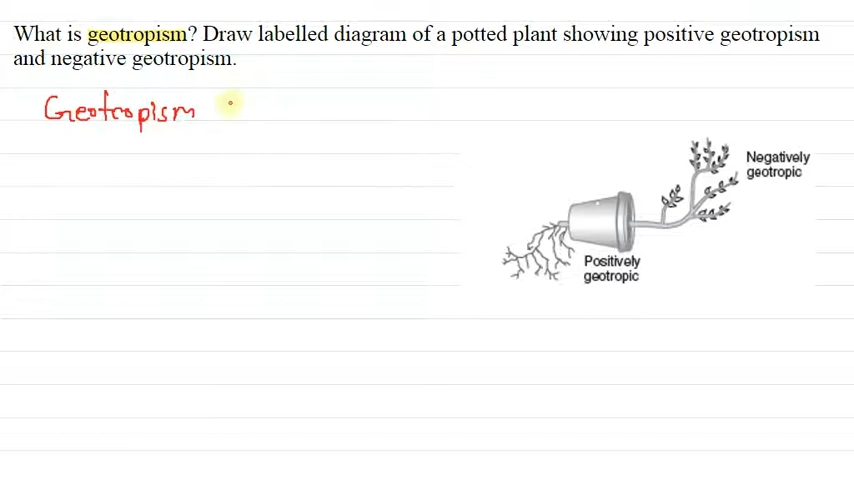 What is geotropism? Draw labelled diagram of a potted plant showing positive geotropism
and negative geotropism.
Geotropism
Negatively
geotropic
Positively
geotropic